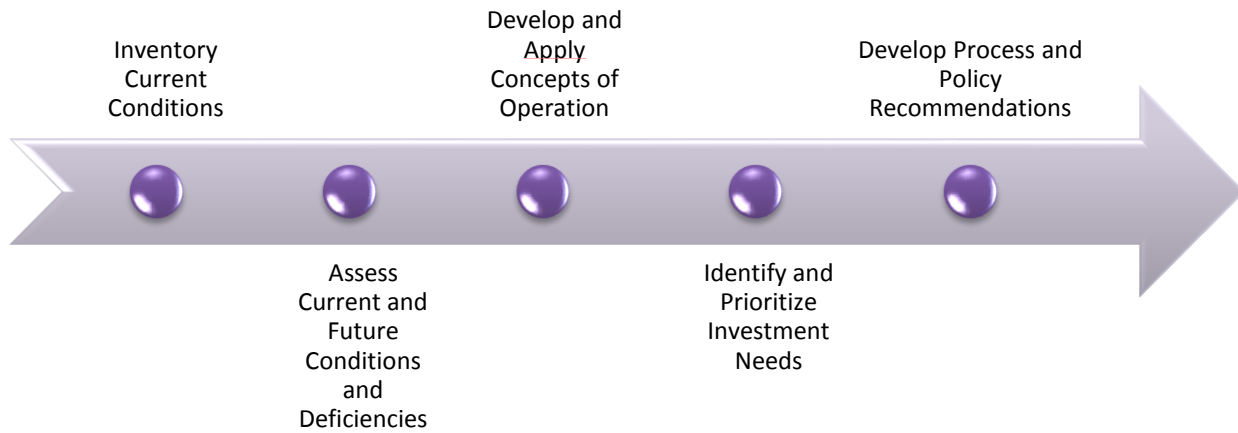 Inventory
Current
Conditions
Assess
Current and
Future
Conditions
and
Deficiencies
Develop and
Apply
Concepts of
Operation
Identify and
Prioritize
Investment
Needs
Develop Process and
Policy
Recommendations